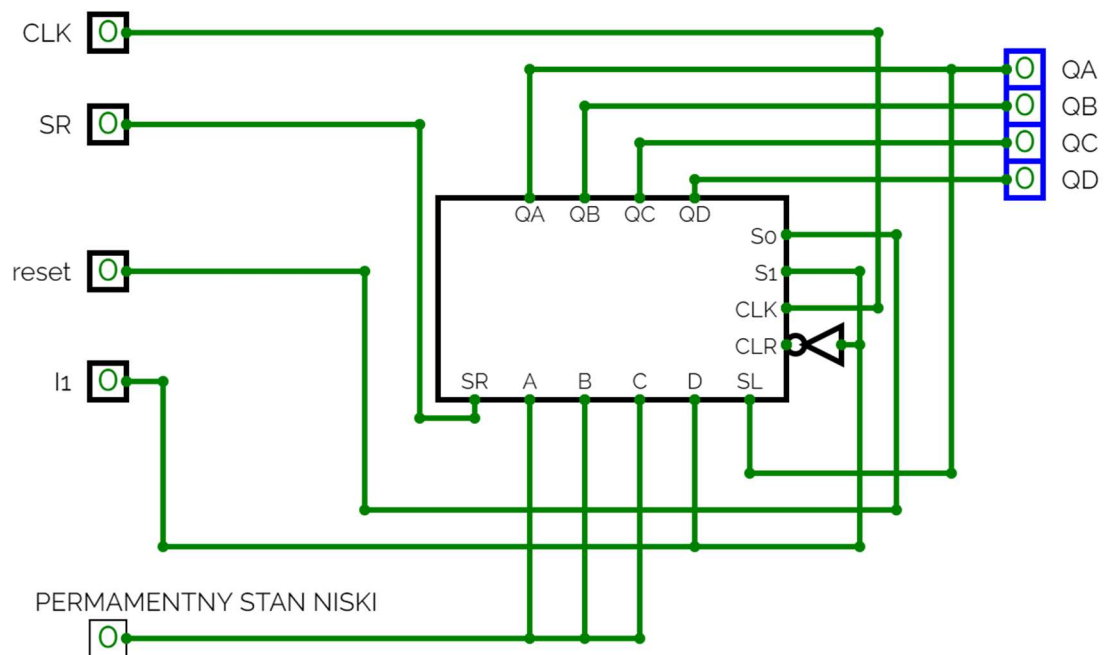 CLK 0
0 QA
0 QB
SR 0
0 QC
0 QD
QA QB QC QD
S0
reset 0
S1
CLK
CLR
I1 0
SR A B C D SL
PERMAMENTNY STAN NISKI
0